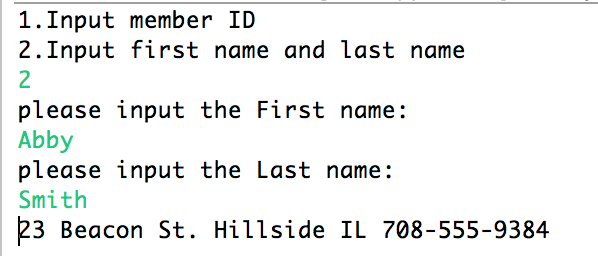 1.Input member ID
2.Input first name and last name
2
please input the First name:
Abby
please input the Last name:
Smith
23 Beacon St. Hillside IL 708-555-9384